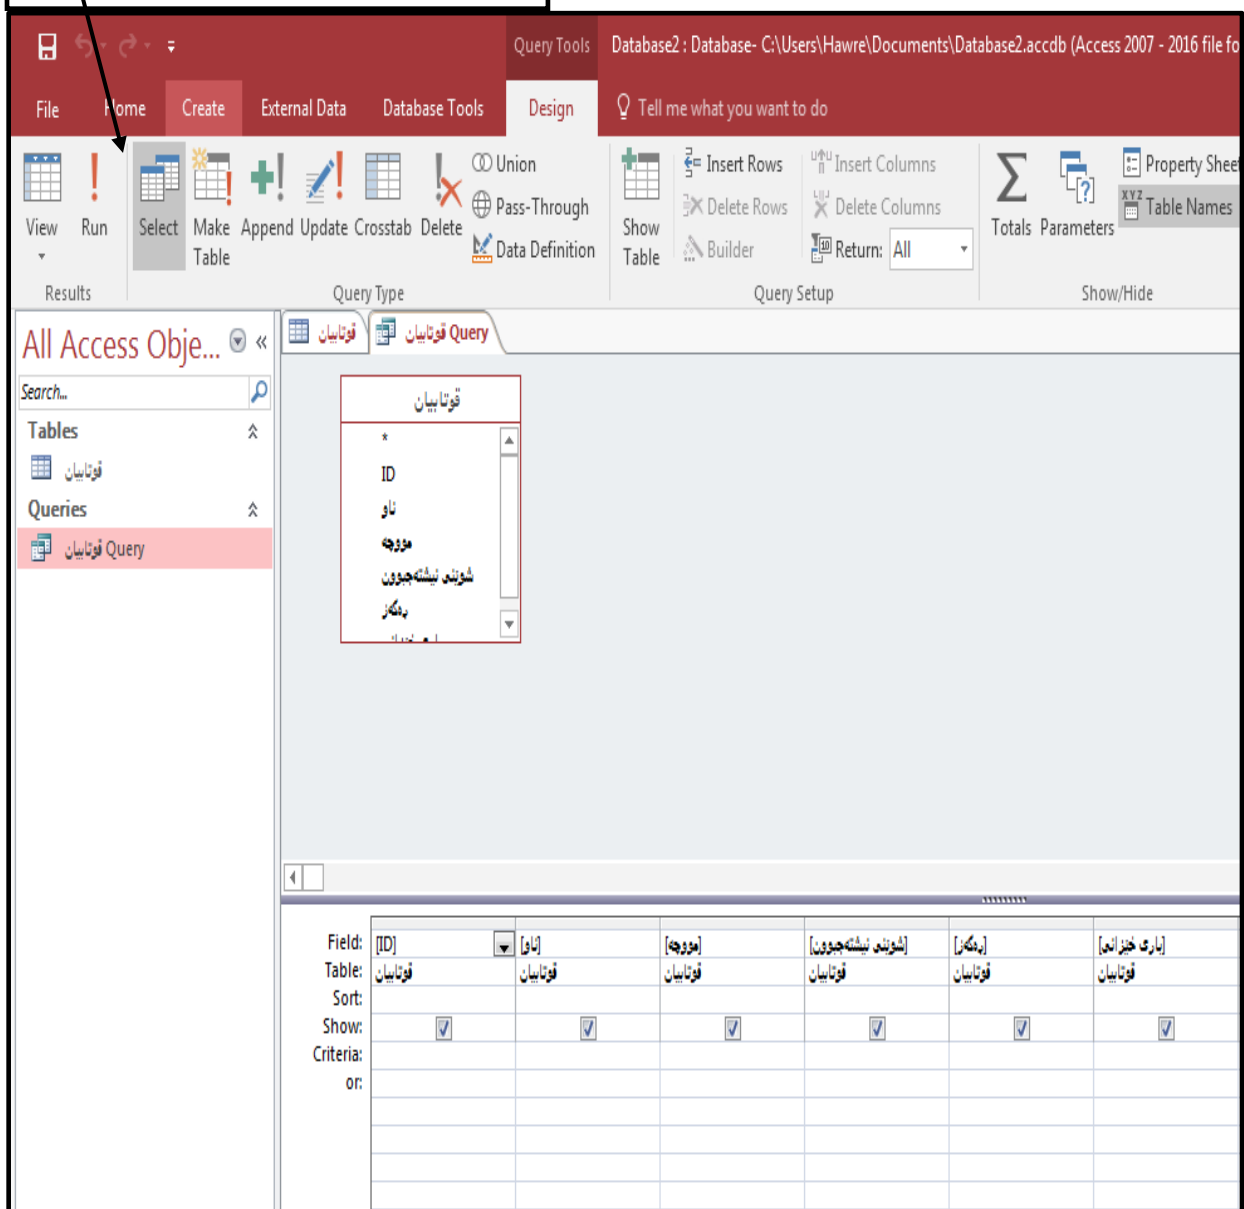 Query Tools
Database2 : Database- C:\Users\Hawre\Documents\Database2.accdb (Access 2007 - 2016 file fo
File Home Create External Data Database Tools Design Tell me what you want to do
View Run Select Make Table Append Update Crosstab Delete
Union
Pass-Through
Data Definition
Show Table
Insert Rows
Delete Rows
Builder
Insert Columns
Delete Columns
Return: All
Totals Parameters
Property Sheet
Table Names
Results Query Type Query Setup Show/Hide
All Access Obje... «
Search...
Tables
قوتابیان
Queries
قوتابیان Query
قوتابیان
قوتابیان Query
قوتابیان
*
ID
ناو
مووچە
شوێنی نیشتەجبوون
ڕەگەز
Field: [ID] [ناو] [مووچە] [شوێنی نیشتەجبوون] [ڕەگەز] [باری خێزانی]
Table: قوتابیان قوتابیان قوتابیان قوتابیان قوتابیان قوتابیان
Sort:
Show:
Criteria:
or: